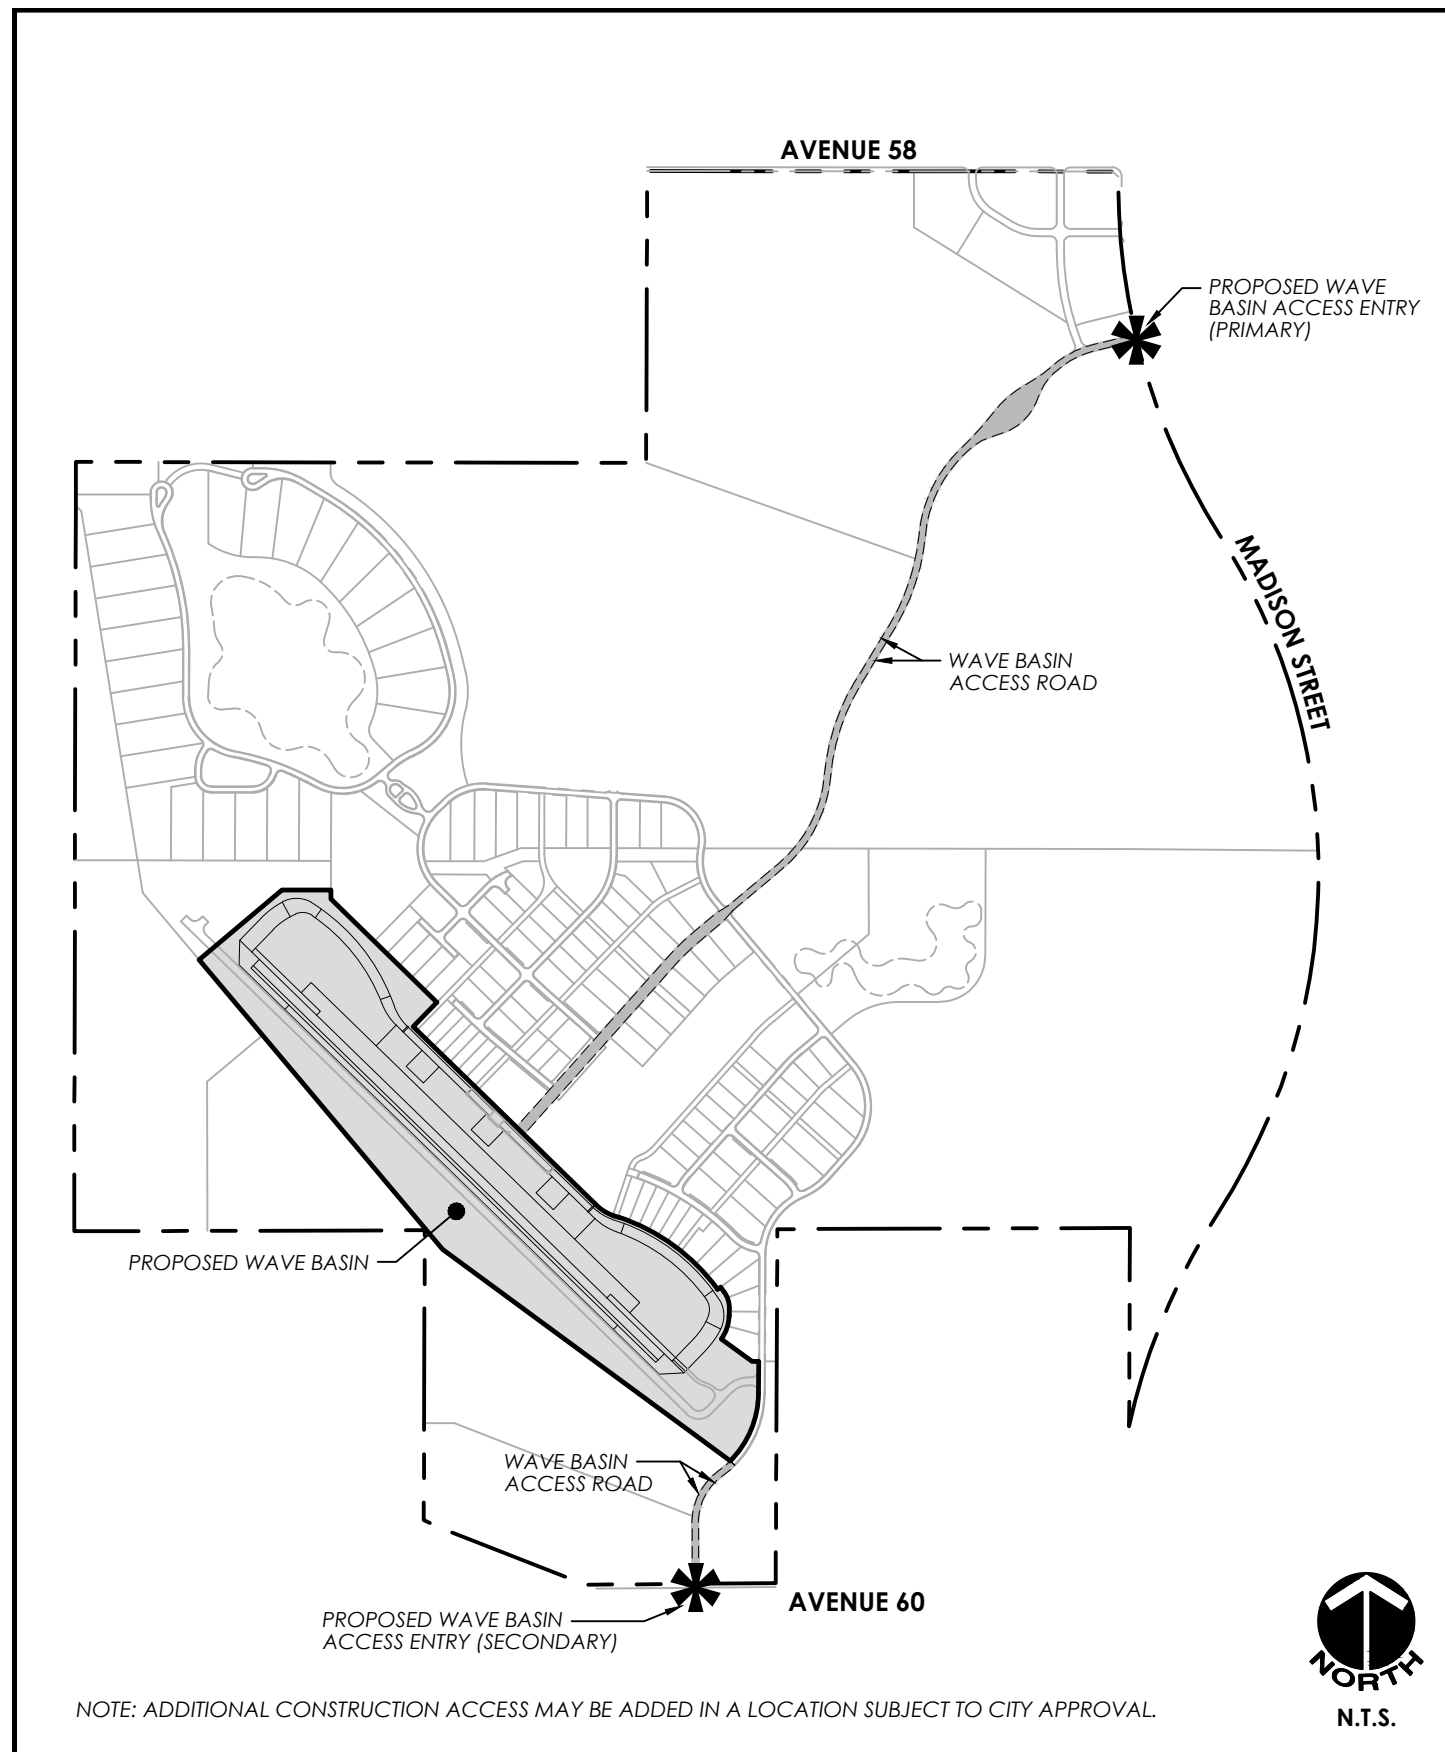 AVENUE 58
PROPOSED WAVE
BASIN ACCESS ENTRY
(PRIMARY)
MADISON STREET
WAVE BASIN
ACCESS ROAD
PROPOSED WAVE BASIN
WAVE BASIN
ACCESS ROAD
AVENUE 60
PROPOSED WAVE BASIN
ACCESS ENTRY (SECONDARY)
NORTH
N.T.S.
NOTE: ADDITIONAL CONSTRUCTION ACCESS MAY BE ADDED IN A LOCATION SUBJECT TO CITY APPROVAL.